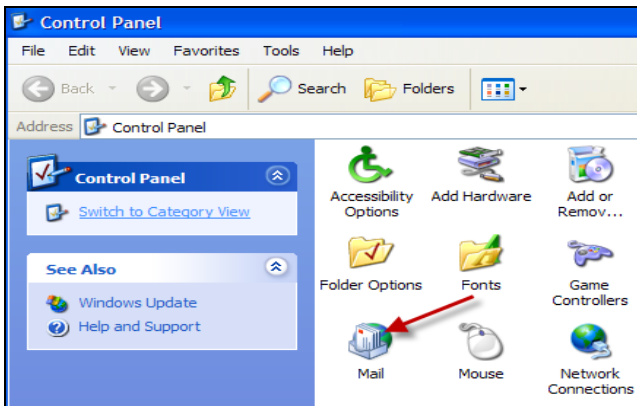 Control Panel
File Edit View Favorites Tools Help
Back Search Folders
Address Control Panel
Control Panel
Switch to Category View
See Also
Windows Update
Help and Support
Accessibility Options
Add Hardware
Add or Remov...
Folder Options
Fonts
Game Controllers
Mail
Mouse
Network Connections